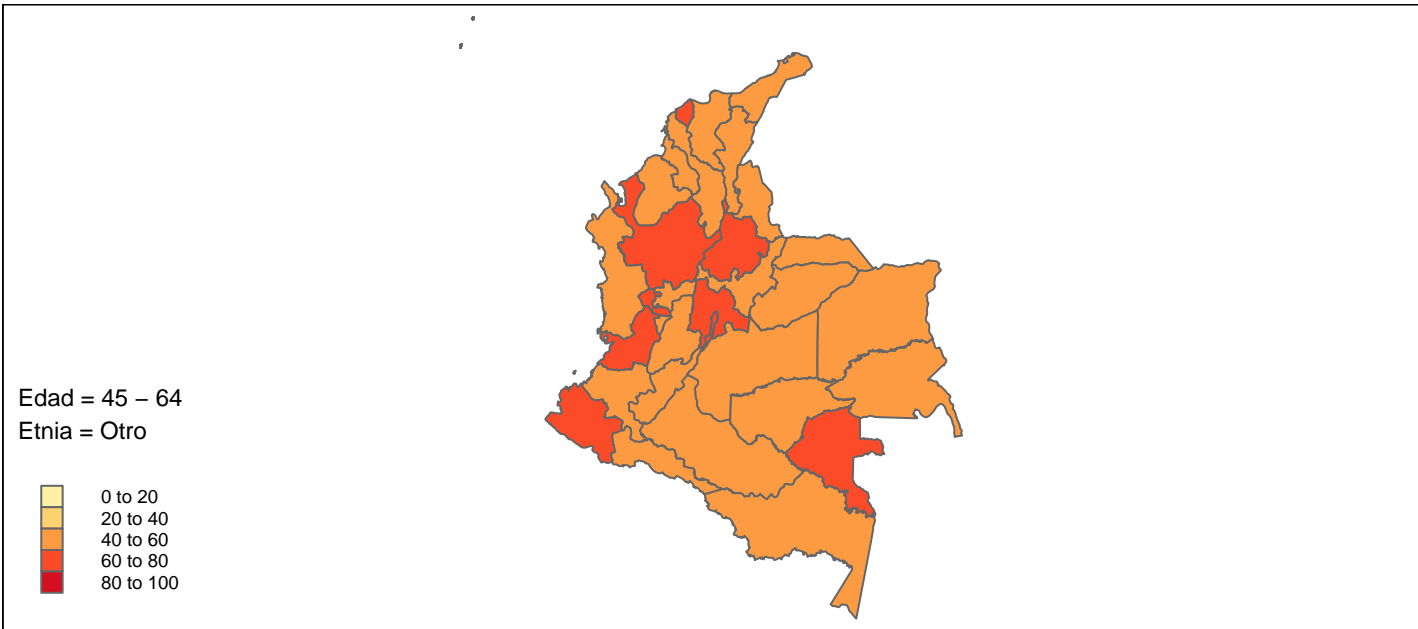 Edad = 45 – 64
Etnia = Otro
0 to 20
20 to 40
40 to 60
60 to 80
80 to 100